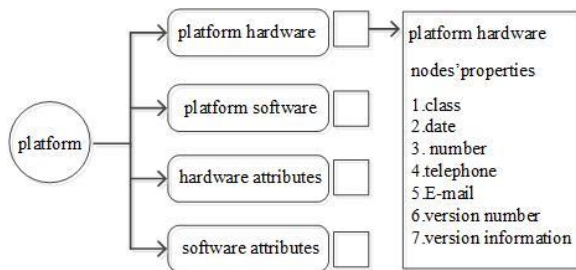 platform
platform hardware
platform software
hardware attributes
software attributes
platform hardware
nodes'properties
1.class
2.date
3. number
4.telephone
5.E-mail
6.version number
7.version information